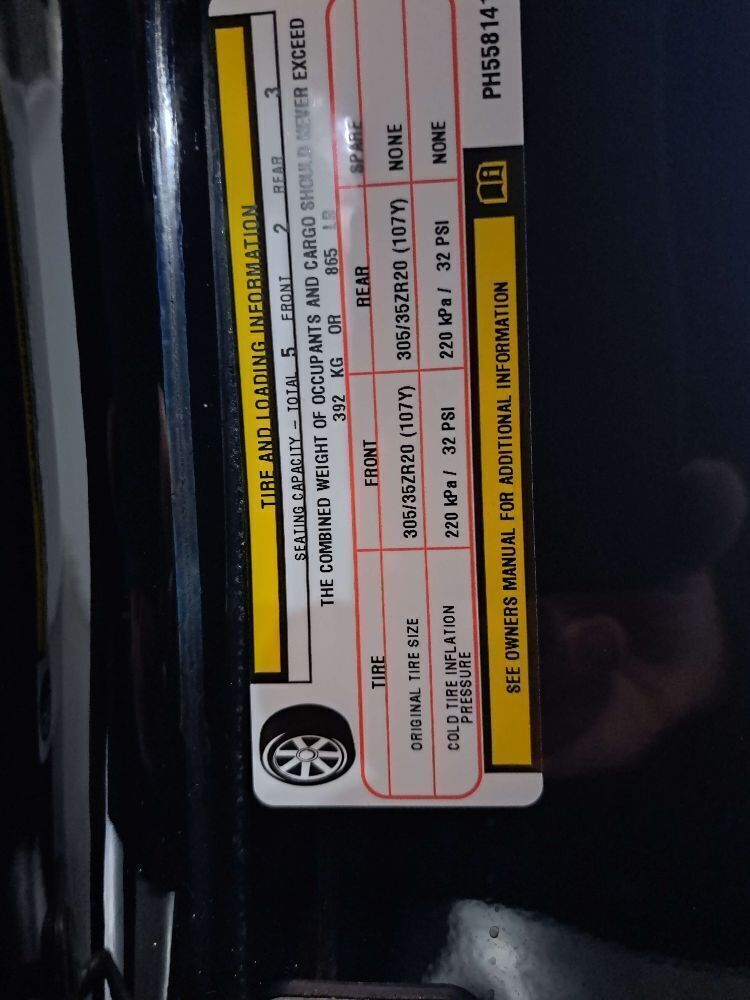 TIRE AND LOADING INFORMATION
SEATING CAPACITY – TOTAL 5 FRONT 2 REAR 3
THE COMBINED WEIGHT OF OCCUPANTS AND CARGO SHOULD NEVER EXCEED
392 KG OR 865 LB
TIRE FRONT REAR SPARE
ORIGINAL TIRE SIZE 305/35ZR20 (107Y) 305/35ZR20 (107Y) NONE
COLD TIRE INFLATION PRESSURE 220 kPa / 32 PSI 220 kPa / 32 PSI NONE
SEE OWNERS MANUAL FOR ADDITIONAL INFORMATION
PH55814